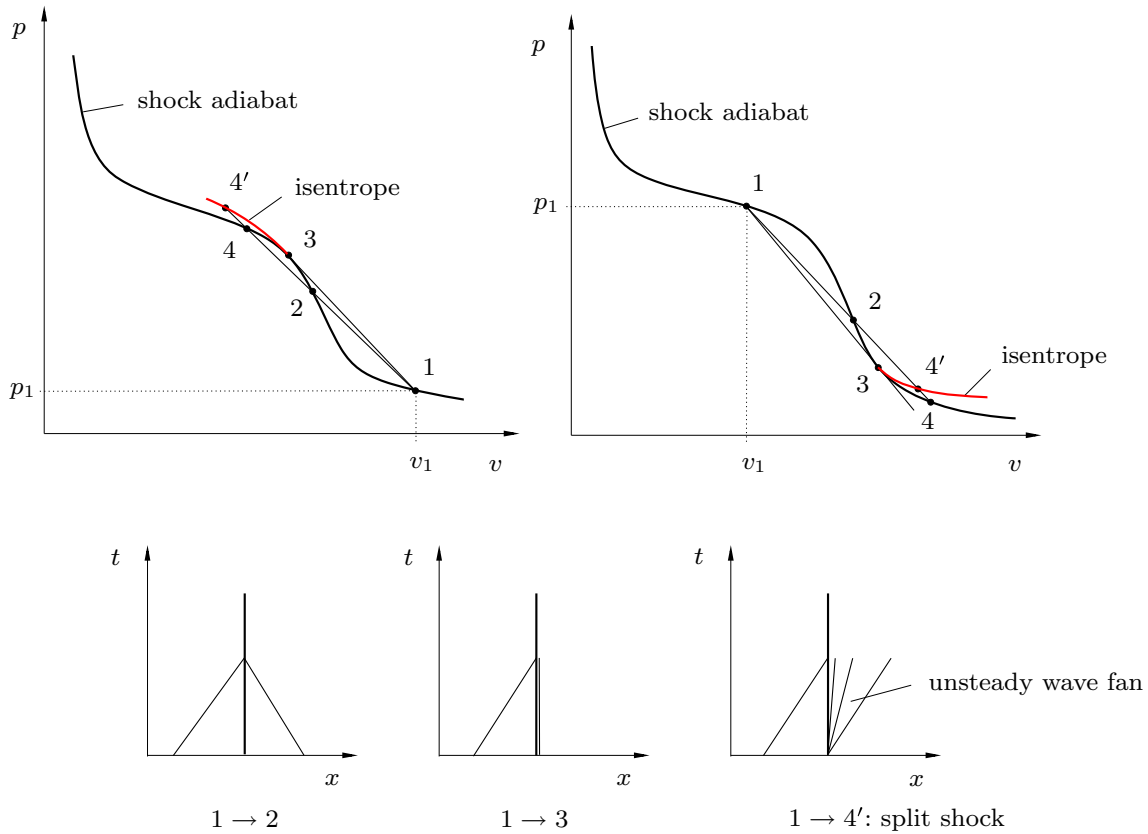 p
shock adiabat
4′
isentrope
3
4
2
1
p₁
v₁
v
p
shock adiabat
1
p₁
2
4′
isentrope
3
4
v₁
v
t
x
1 → 2
t
x
1 → 3
t
unsteady wave fan
x
1 → 4′: split shock